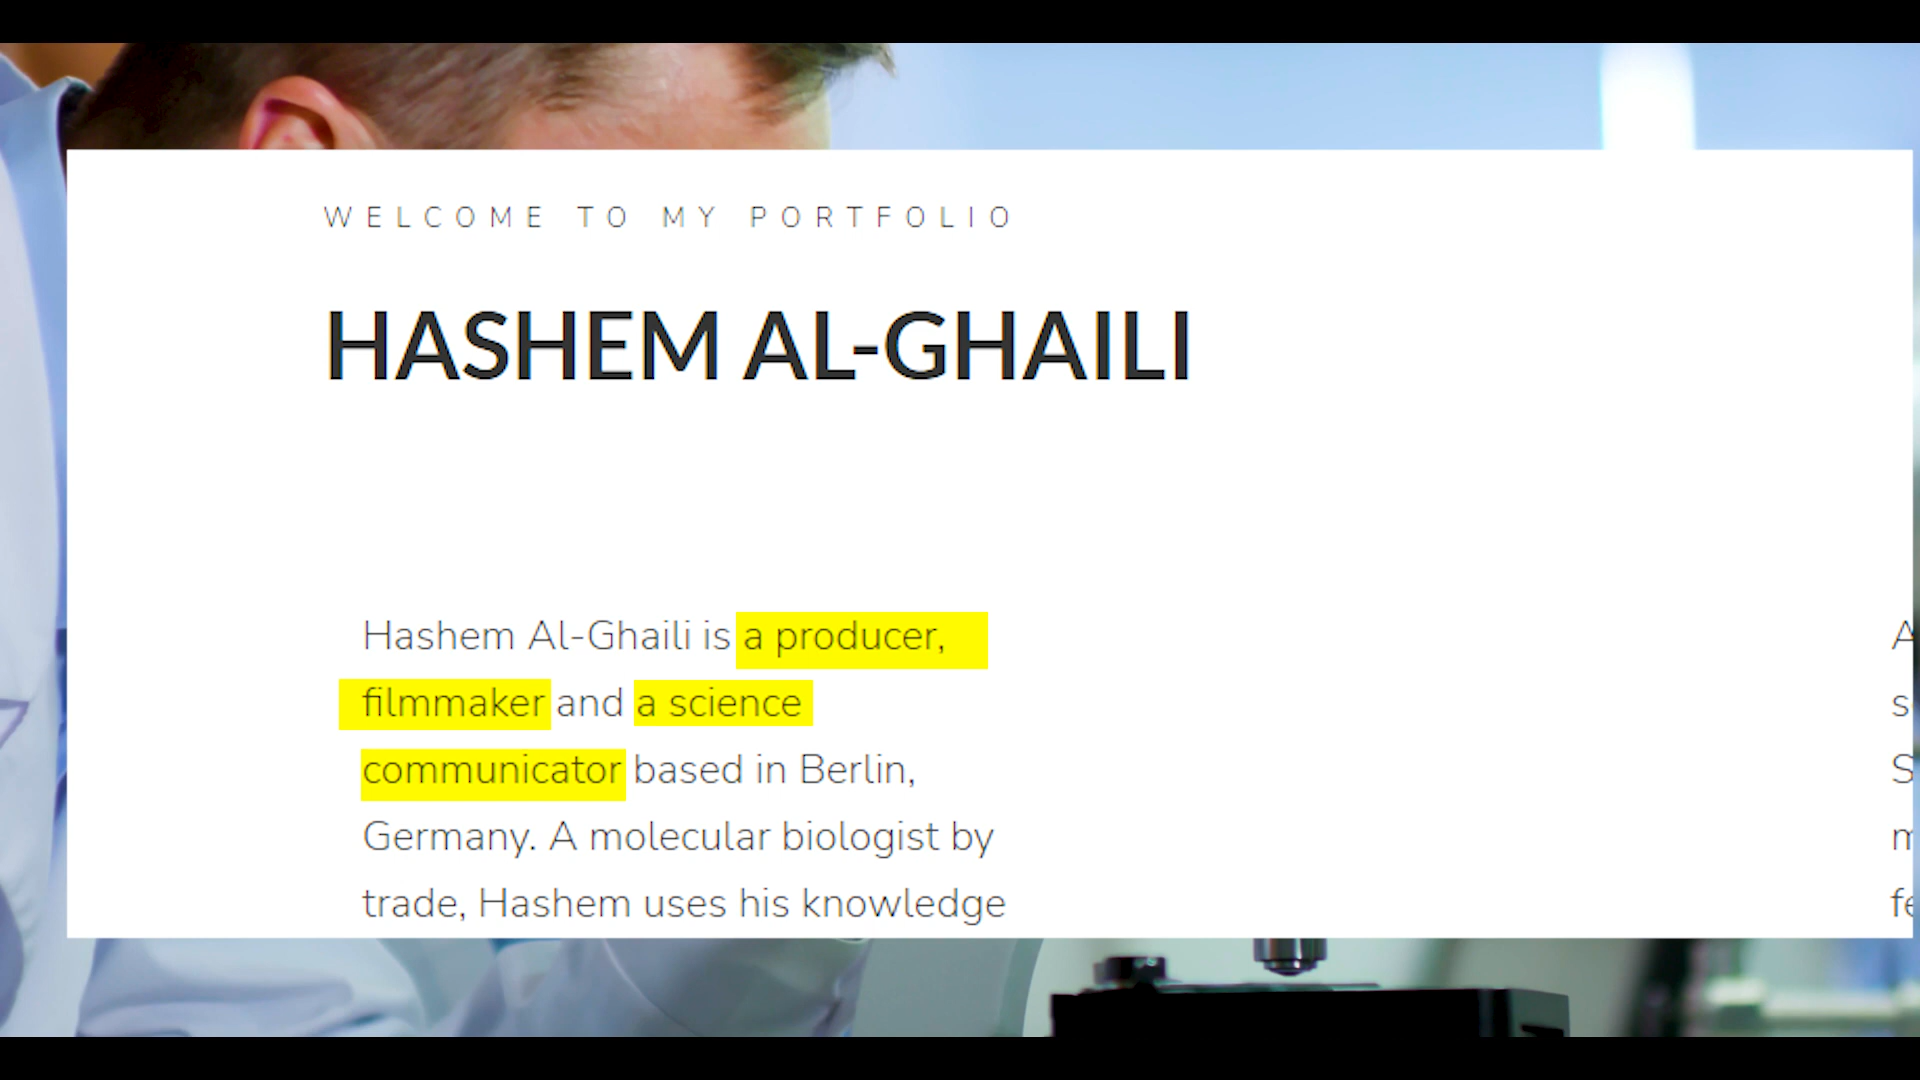 WELCOME TO MY PORTFOLIO
HASHEM AL-GHAILI
Hashem Al-Ghaili is a producer,
filmmaker and a science
communicator based in Berlin,
Germany. A molecular biologist by
trade, Hashem uses his knowledge